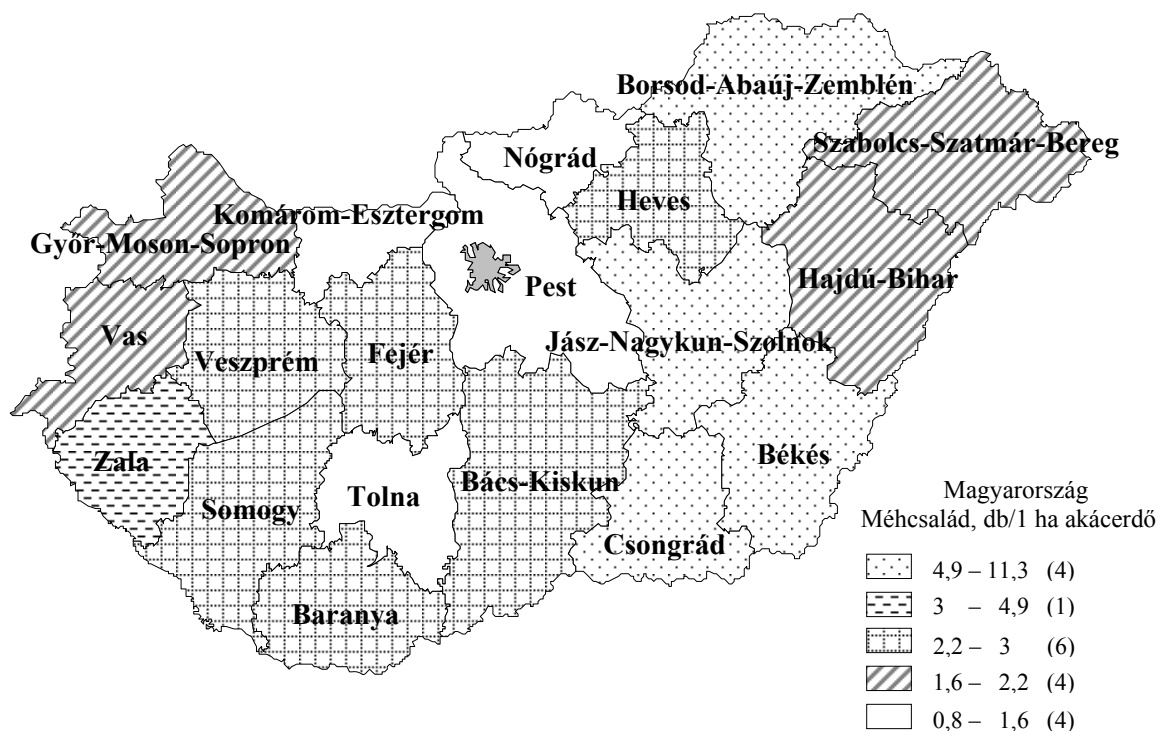 Borsod-Abaúj-Zemblén
Szabolcs-Szatmár-Bereg
Nógrád
Heves
Komárom-Esztergom
Győr-Moson-Sopron
Hajdú-Bihar
Pest
Vas
Jász-Nagykun-Szolnok
Veszprém
Fejér
Zala
Békés
Bács-Kiskun
Tolna
Somogy
Csongrád
Baranya
Magyarország
Méhcsalád, db/1 ha akácerdő
4,9 – 11,3 (4)
3 – 4,9 (1)
2,2 – 3 (6)
1,6 – 2,2 (4)
0,8 – 1,6 (4)